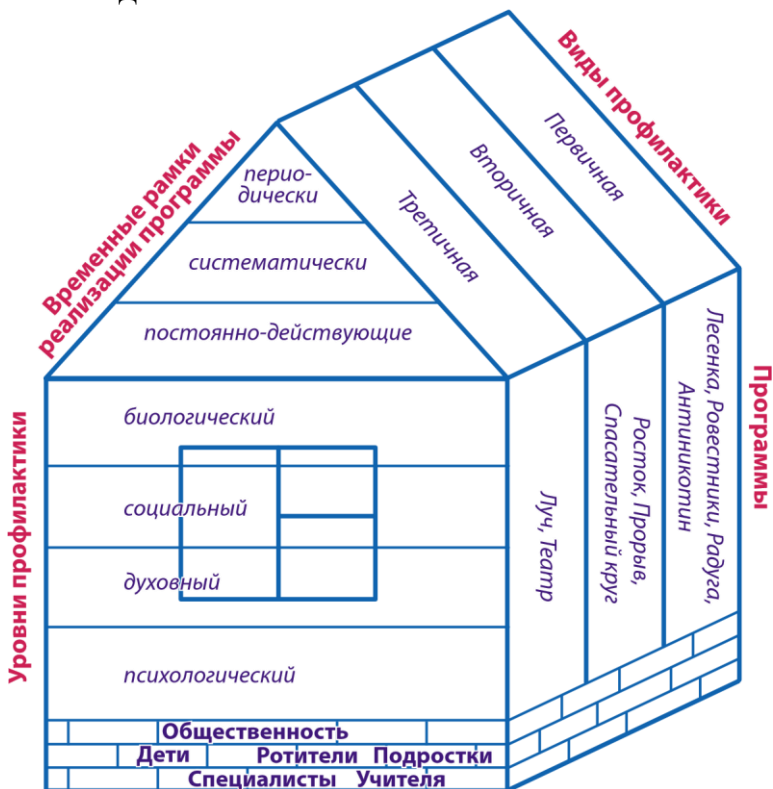 Временные рамки
реализации программы
перио-
дически
систематически
постоянно-действующие
Виды профилактики
Третичная
Вторичная
Первичная
Уровни профилактики
биологический
социальный
духовный
психологический
Программы
Луч, Театр
Росток, Прорыв,
Спасательный круг
Лесенка, Ровестники, Радуга,
Антиникотин
Общественность
Дети Ротители Подростки
Специалисты Учителя